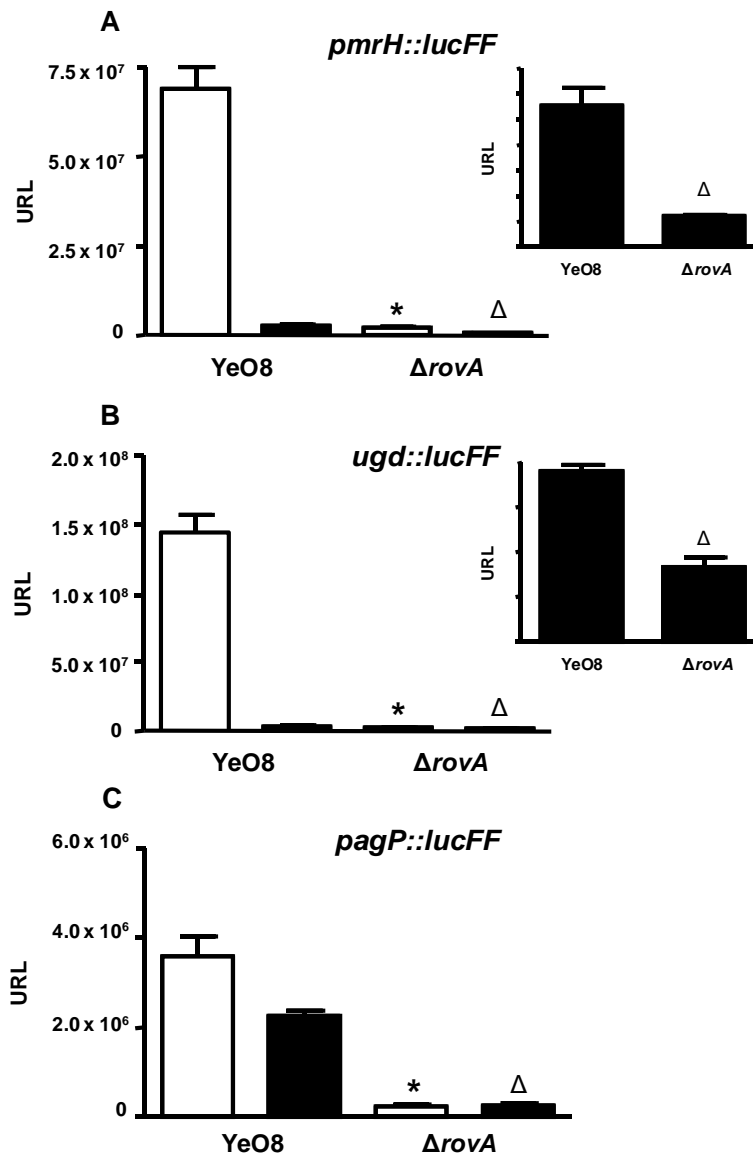 A
pmrH::lucFF
7.5 x 10⁷
5.0 x 10⁷
2.5 x 10⁷
0
URL
*
Δ
YeO8
ΔrovA
URL
Δ
YeO8
ΔrovA
B
ugd::lucFF
2.0 x 10⁸
1.5 x 10⁸
1.0 x 10⁸
5.0 x 10⁷
0
URL
*
Δ
YeO8
ΔrovA
URL
Δ
YeO8
ΔrovA
C
pagP::lucFF
6.0 x 10⁶
4.0 x 10⁶
2.0 x 10⁶
0
URL
*
Δ
YeO8
ΔrovA